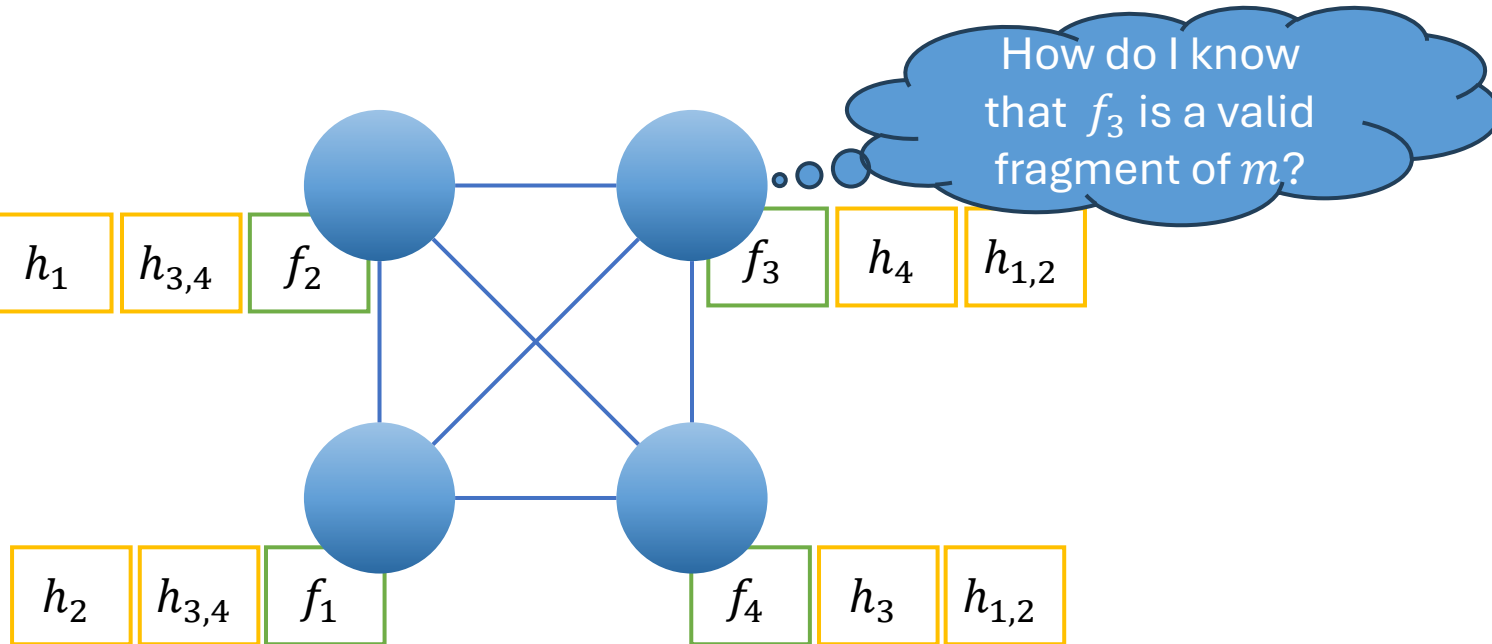 How do I know
that f₃ is a valid
fragment of m?
h₁ h₃,₄ f₂
f₃ h₄ h₁,₂
h₂ h₃,₄ f₁
f₄ h₃ h₁,₂